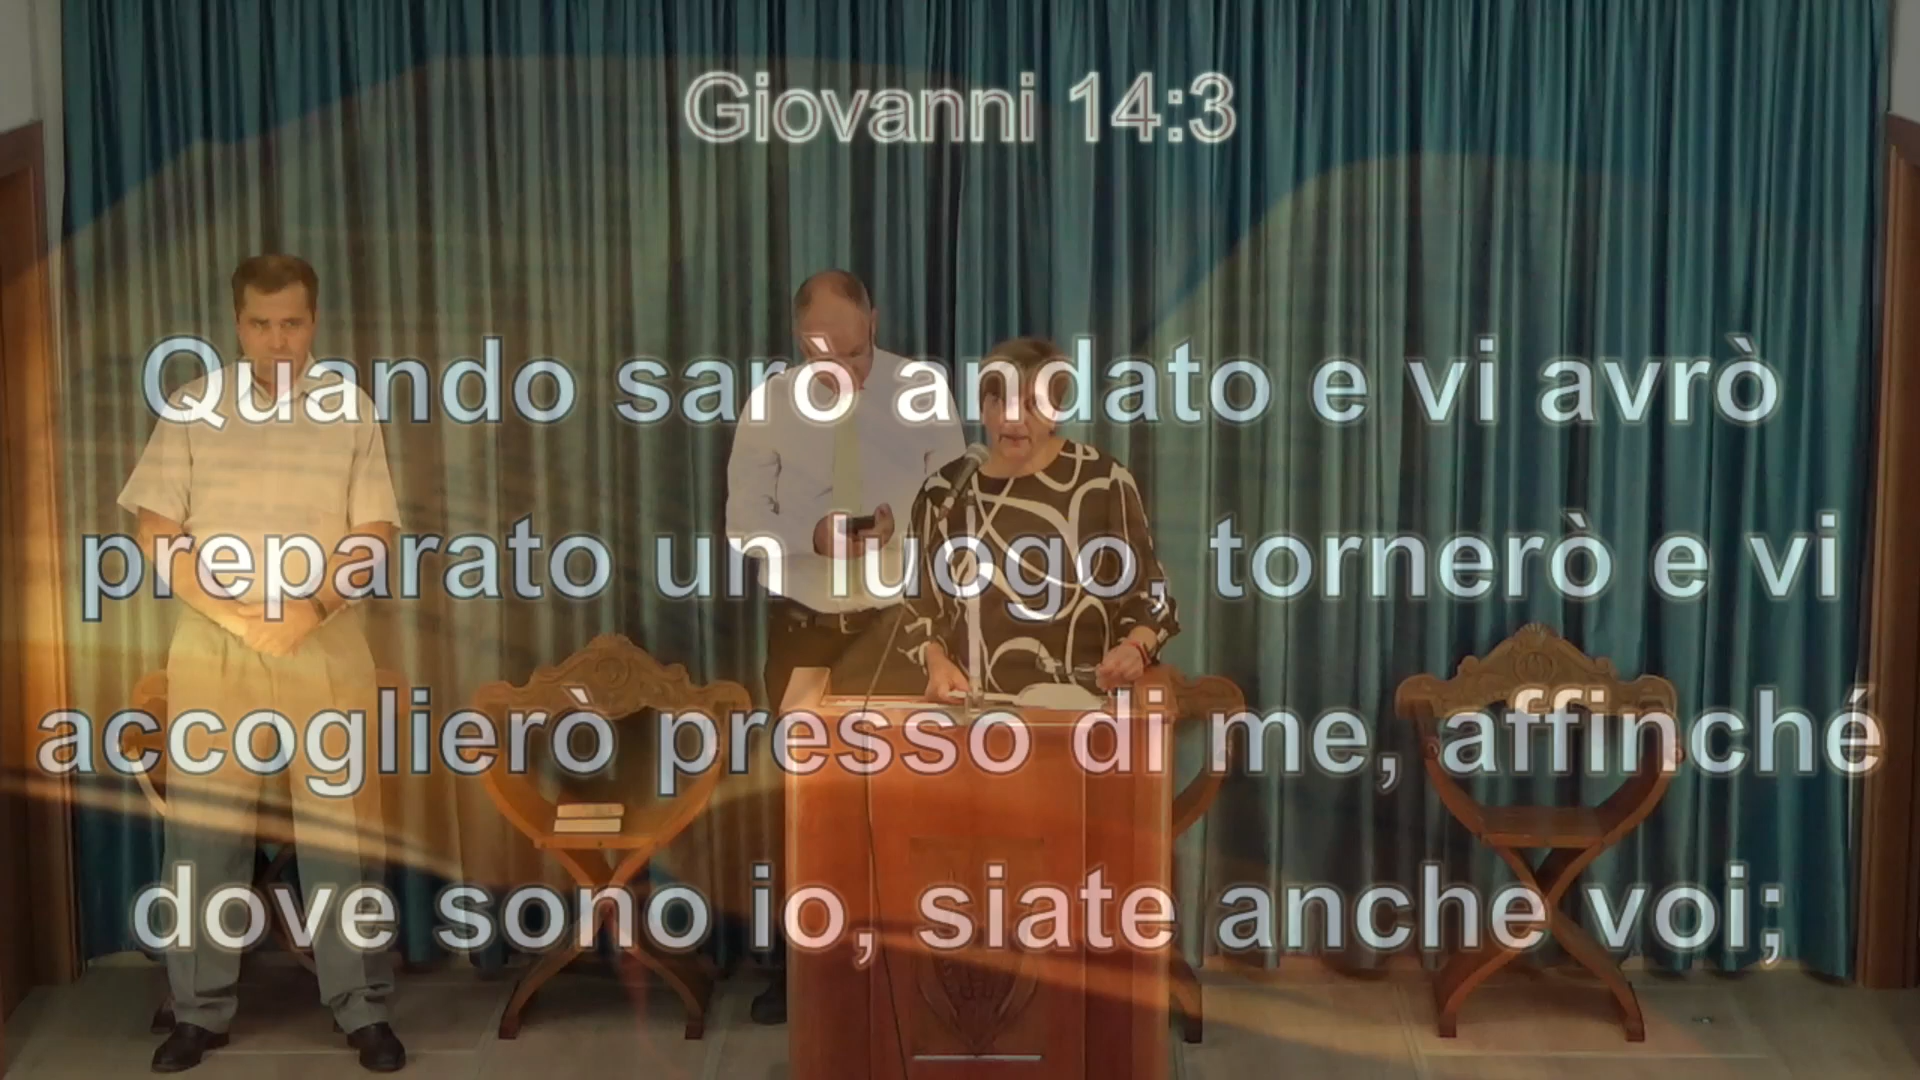 Giovanni 14:3
Quando sarò andato e vi avrò
preparato un luogo, tornerò e vi
accoglierò presso di me, affinché
dove sono io, siate anche voi;